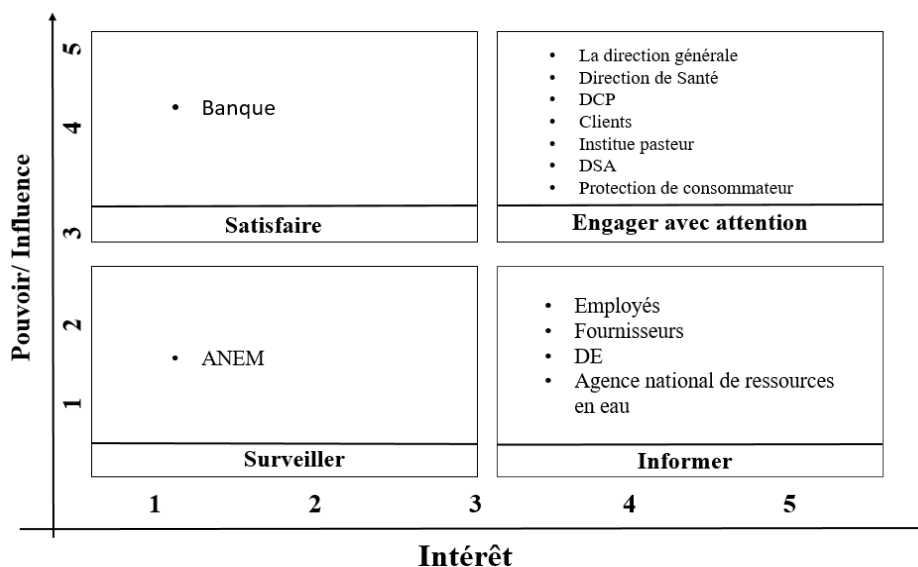 Pouvoir/ Influence
5
4
3
2
1
• Banque
Satisfaire
• La direction générale
• Direction de Santé
• DCP
• Clients
• Institue pasteur
• DSA
• Protection de consommateur
Engager avec attention
• ANEM
Surveiller
• Employés
• Fournisseurs
• DE
• Agence national de ressources
en eau
Informer
1 2 3 4 5
Intérêt